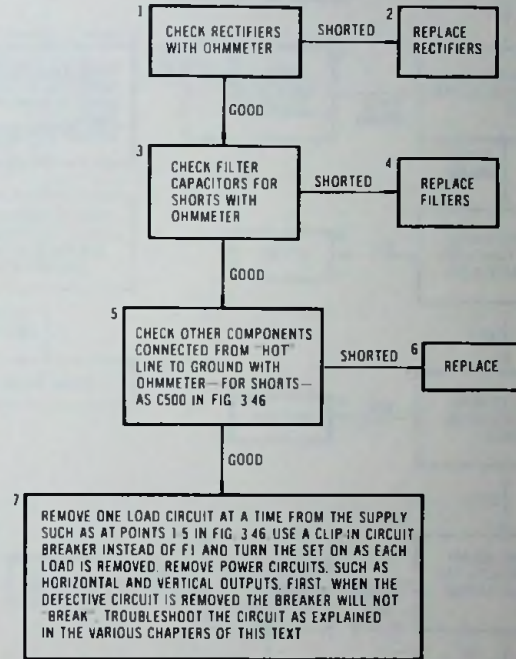 1
CHECK RECTIFIERS
WITH OHMMETER
SHORTED
2
REPLACE
RECTIFIERS
GOOD
3
CHECK FILTER
CAPACITORS FOR
SHORTS WITH
OHMMETER
SHORTED
4
REPLACE
FILTERS
GOOD
5
CHECK OTHER COMPONENTS
CONNECTED FROM "HOT"
LINE TO GROUND WITH
OHMMETER—FOR SHORTS—
AS C500 IN FIG. 3 46
SHORTED
6
REPLACE
GOOD
7
REMOVE ONE LOAD CIRCUIT AT A TIME FROM THE SUPPLY
SUCH AS AT POINTS 1 5 IN FIG. 3 46. USE A CLIP IN CIRCUIT
BREAKER INSTEAD OF F1 AND TURN THE SET ON AS EACH
LOAD IS REMOVED. REMOVE POWER CIRCUITS, SUCH AS
HORIZONTAL AND VERTICAL OUTPUTS, FIRST. WHEN THE
DEFECTIVE CIRCUIT IS REMOVED THE BREAKER WILL NOT
"BREAK". TROUBLESHOOT THE CIRCUIT AS EXPLAINED
IN THE VARIOUS CHAPTERS OF THIS TEXT